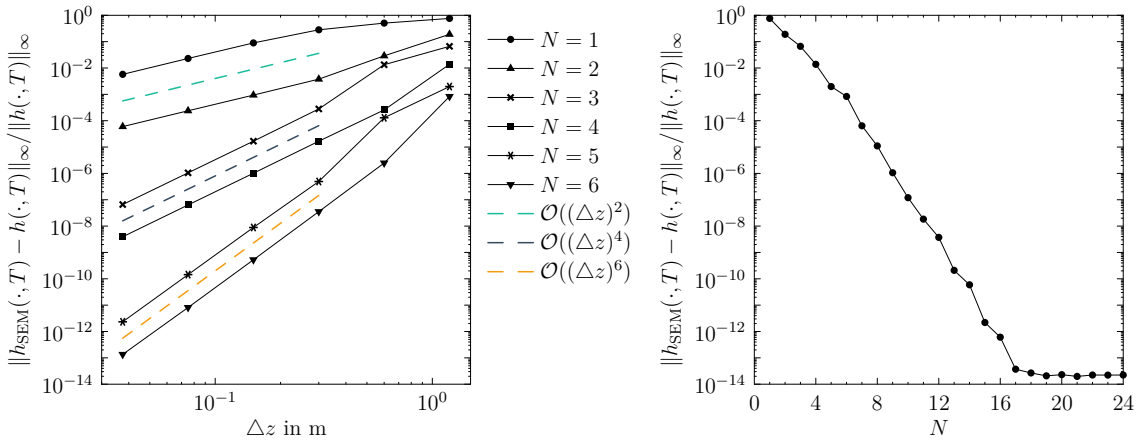 ‖h_SEM(·, T) − h(·, T)‖_∞/‖h(·, T)‖_∞
10^0
10^−2
10^−4
10^−6
10^−8
10^−10
10^−12
10^−14
10^−1
10^0
△z in m
N = 1
N = 2
N = 3
N = 4
N = 5
N = 6
𝒪((△z)^2)
𝒪((△z)^4)
𝒪((△z)^6)
‖h_SEM(·, T) − h(·, T)‖_∞/‖h(·, T)‖_∞
10^0
10^−2
10^−4
10^−6
10^−8
10^−10
10^−12
10^−14
0 4 8 12 16 20 24
N